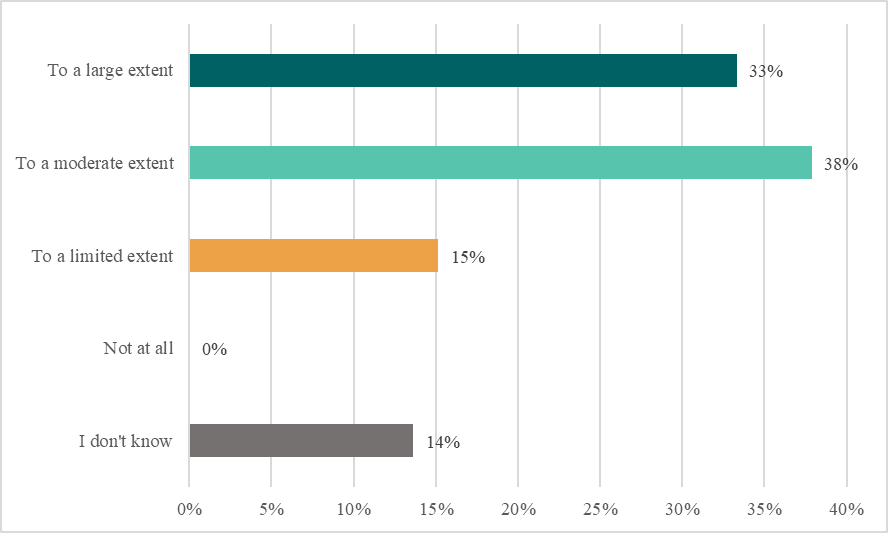 To a large extent 33%
To a moderate extent 38%
To a limited extent 15%
Not at all 0%
I don't know 14%
0% 5% 10% 15% 20% 25% 30% 35% 40%